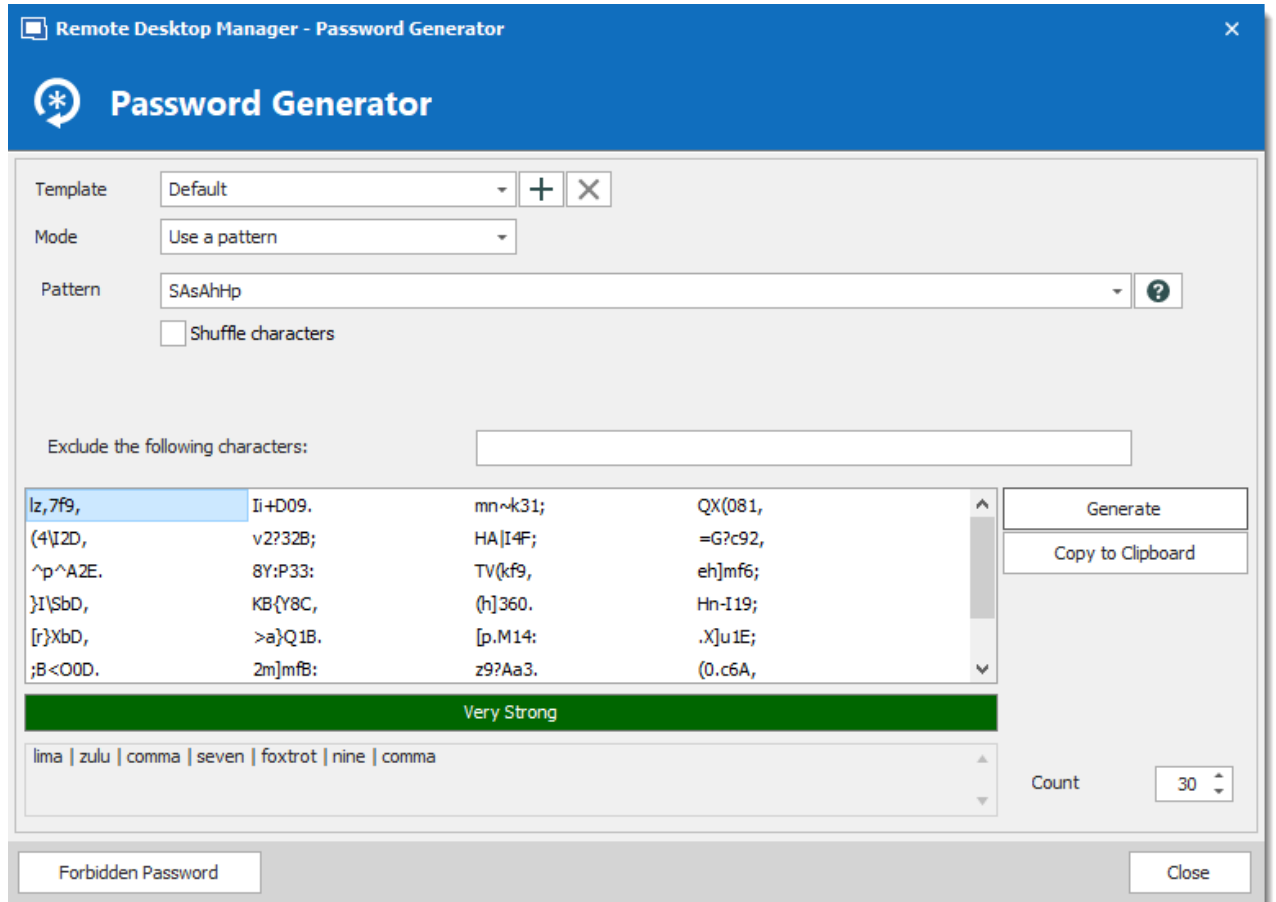 Remote Desktop Manager - Password Generator
Password Generator
Template Default
Mode Use a pattern
Pattern SAsAhHp
Shuffle characters
Exclude the following characters:
lz,7f9, Ii+D09. mn~k31; QX(081,
(4\I2D, v2?32B; HA|I4F; =G?c92,
^p^A2E. 8Y:P33: TV(kf9, eh]mf6;
}I\SbD, KB{Y8C, (h]360. Hn-I19;
[r}XbD, >a}Q1B. [p.M14: .X]u1E;
;B<O0D. 2m]mfB: z9?Aa3. (0.c6A,
Generate
Copy to Clipboard
Very Strong
lima | zulu | comma | seven | foxtrot | nine | comma
Count 30
Forbidden Password
Close